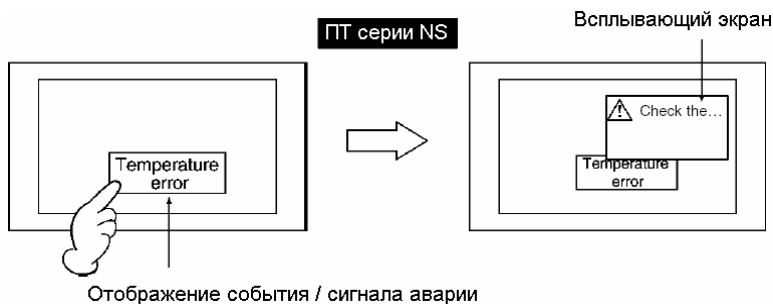 Всплывающий экран
ПТ серии NS
Check the...
Temperature
error
Temperature
error
Отображение события / сигнала аварии